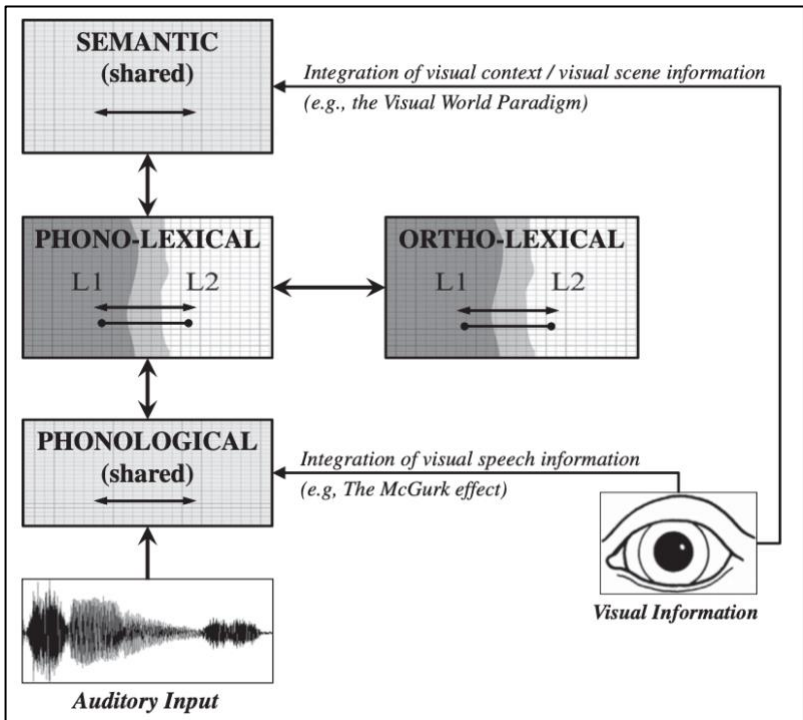 SEMANTIC
(shared)
Integration of visual context / visual scene information
(e.g., the Visual World Paradigm)
PHONO-LEXICAL
L1 L2
ORTHO-LEXICAL
L1 L2
PHONOLOGICAL
(shared)
Integration of visual speech information
(e.g, The McGurk effect)
Visual Information
Auditory Input